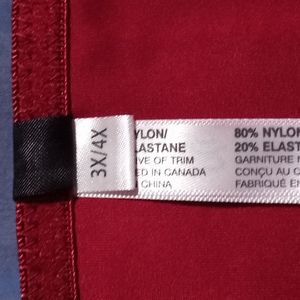 3X/4X
YLON/
LASTANE
IVE OF TRIM
ED IN CANADA
CHINA
80% NYLON
20% ELAST
GARNITURE
CONÇU AU C
FABRIQUÉ EN